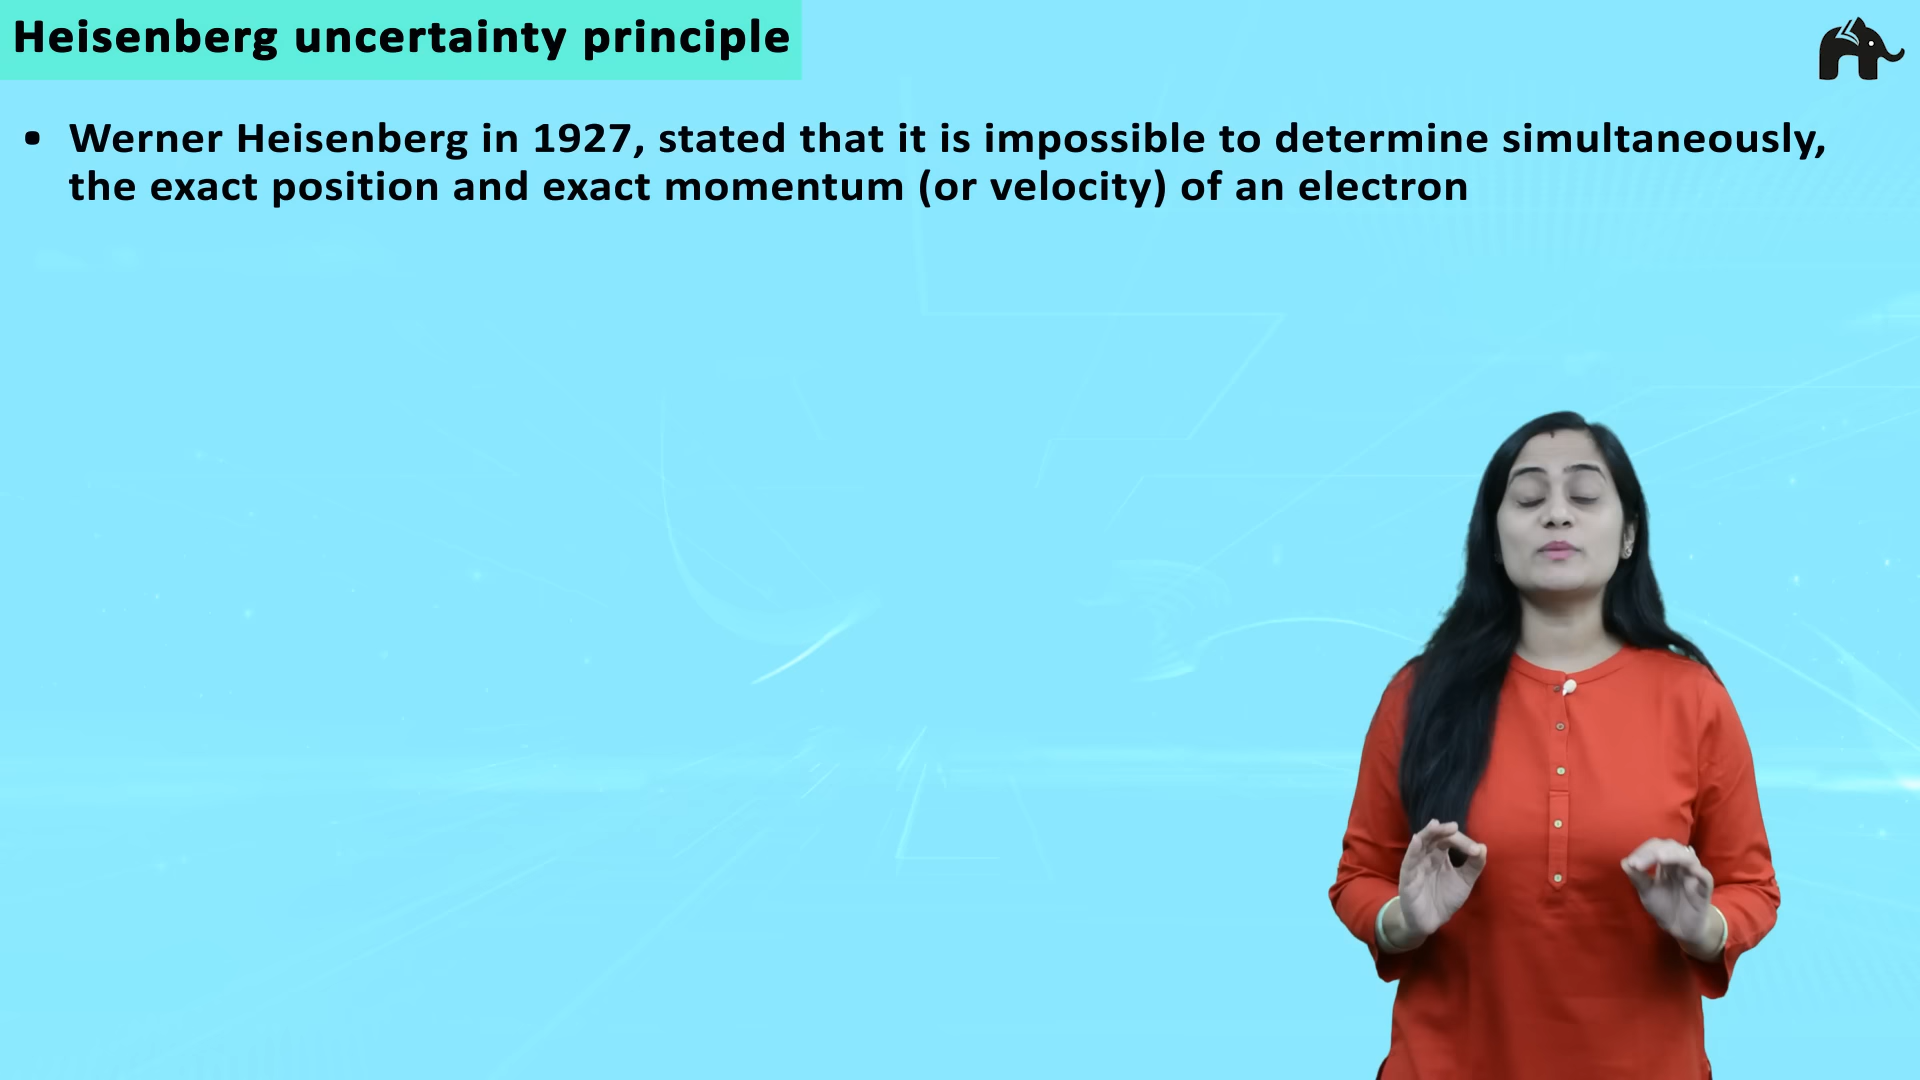 Heisenberg uncertainty principle
• Werner Heisenberg in 1927, stated that it is impossible to determine simultaneously,
the exact position and exact momentum (or velocity) of an electron